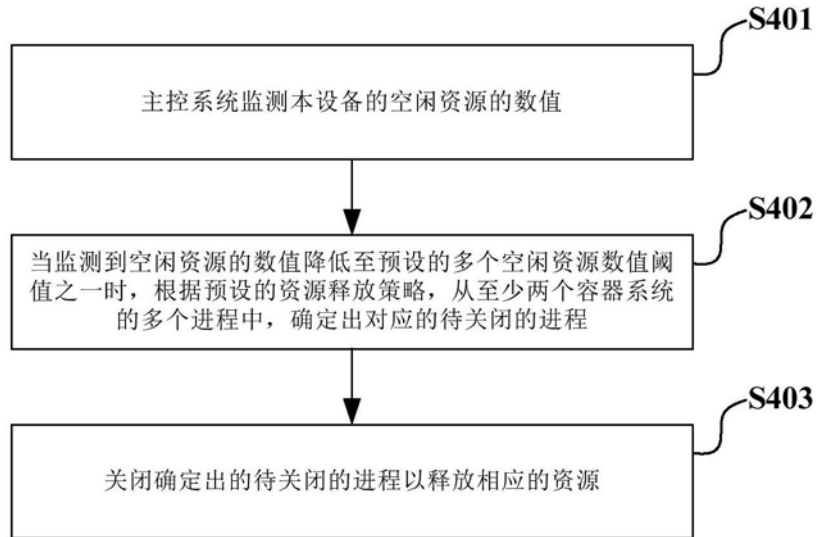 S401
主控系统监测本设备的空闲资源的数值
S402
当监测到空闲资源的数值降低至预设的多个空闲资源数值阈
值之一时，根据预设的资源释放策略，从至少两个容器系统
的多个进程中，确定出对应的待关闭的进程
S403
关闭确定出的待关闭的进程以释放相应的资源